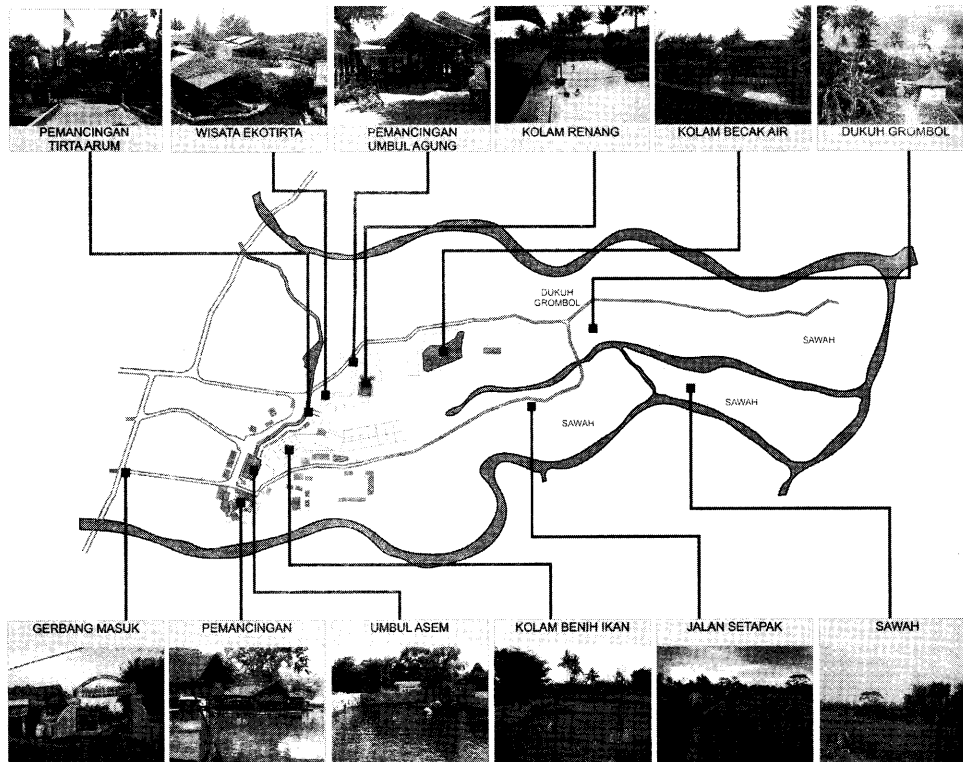 PEMANCINGAN
TIRTA ARUM
WISATA EKOTIRTA
PEMANCINGAN
UMBUL AGUNG
KOLAM RENANG
KOLAM BECAK AIR
DUKUH GROMBOL
DUKUH
GROMBOL
SAWAH
SAWAH
SAWAH
GERBANG MASUK
PEMANCINGAN
UMBUL ASEM
KOLAM BENIH IKAN
JALAN SETAPAK
SAWAH